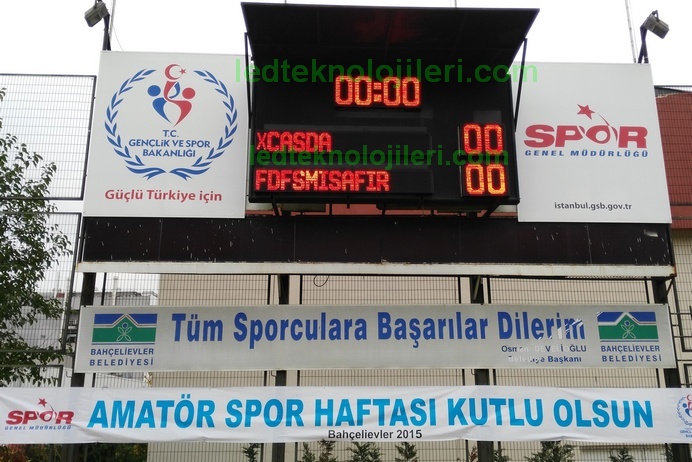 ledteknolojileri.com
00:00
XCASDA 00
ledteknolojileri.com
FDFSMISAFIR 00
T.C.
GENÇLİK VE SPOR
BAKANLIĞI
Güçlü Türkiye için
SPOR
GENEL MÜDÜRLÜĞÜ
istanbul.gsb.gov.tr
BAHÇELİEVLER
BELEDİYESİ
Tüm Sporculara Başarılar Dilerim
Belediye Başkanı
BAHÇELİEVLER
BELEDİYESİ
SPOR
GENEL MÜDÜRLÜĞÜ
AMATÖR SPOR HAFTASI KUTLU OLSUN
Bahçelievler 2015